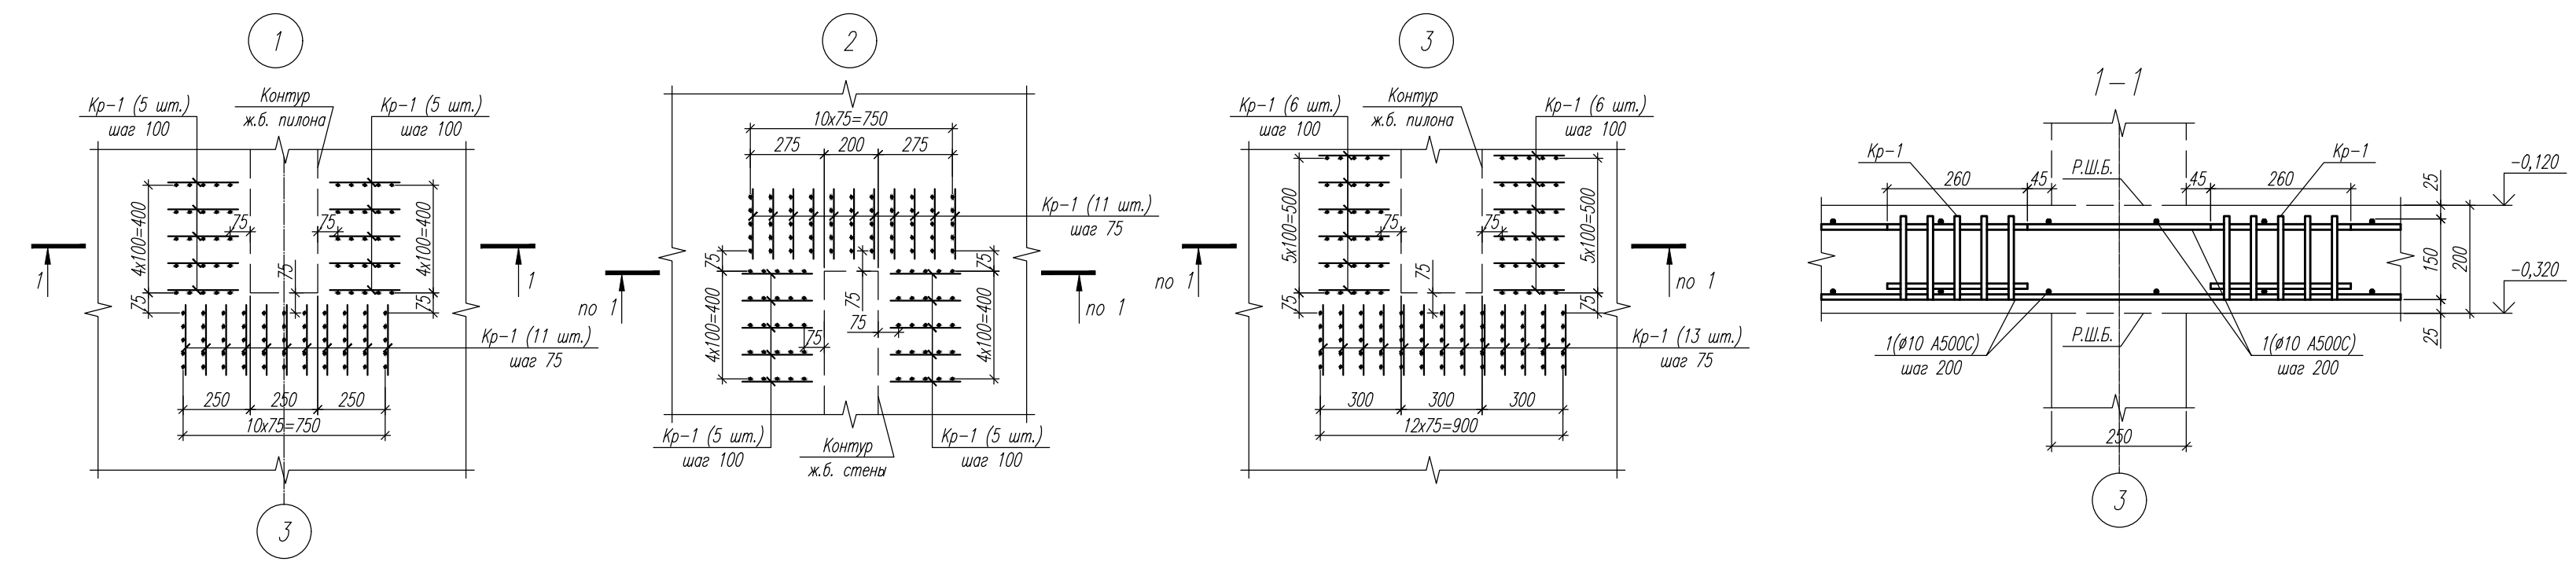 1
Кр-1 (5 шт.)
шаг 100
Контур
ж.б. пилона
Кр-1 (5 шт.)
шаг 100
4х100=400
75
75
75
75
4х100=400
75
1
1
Кр-1 (11 шт.)
шаг 75
250
250
250
10х75=750
3
2
10х75=750
275
200
275
Кр-1 (11 шт.)
шаг 75
75
75
4х100=400
75
75
75
4х100=400
по 1
по 1
Кр-1 (5 шт.)
шаг 100
Контур
ж.б. стены
Кр-1 (5 шт.)
шаг 100
3
Кр-1 (6 шт.)
шаг 100
Контур
ж.б. пилона
Кр-1 (6 шт.)
шаг 100
5х100=500
75
75
75
75
5х100=500
75
по 1
по 1
Кр-1 (13 шт.)
шаг 75
300
300
300
12х75=900
1-1
Кр-1
Кр-1
Р.Ш.Б.
260
45
45
260
-0,120
25
150
200
25
-0,320
1(ø10 А500С)
шаг 200
Р.Ш.Б.
1(ø10 А500С)
шаг 200
250
3